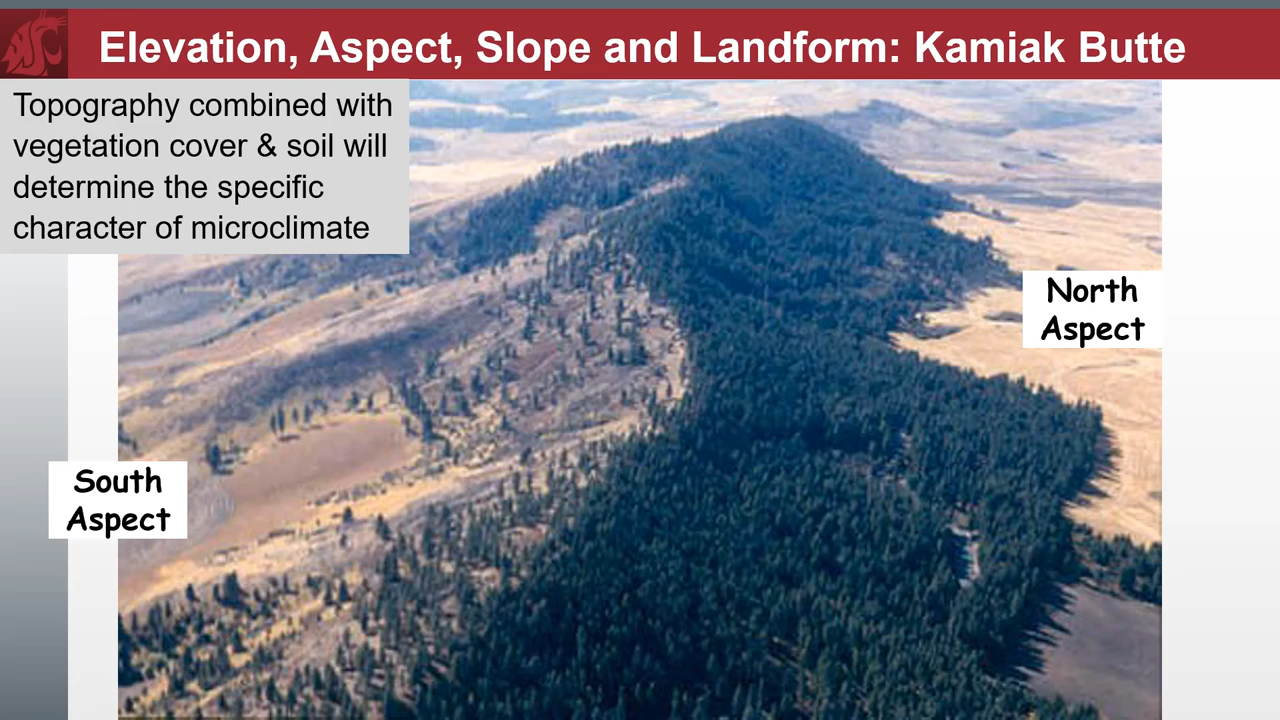 Elevation, Aspect, Slope and Landform: Kamiak Butte
Topography combined with
vegetation cover & soil will
determine the specific
character of microclimate
North
Aspect
South
Aspect